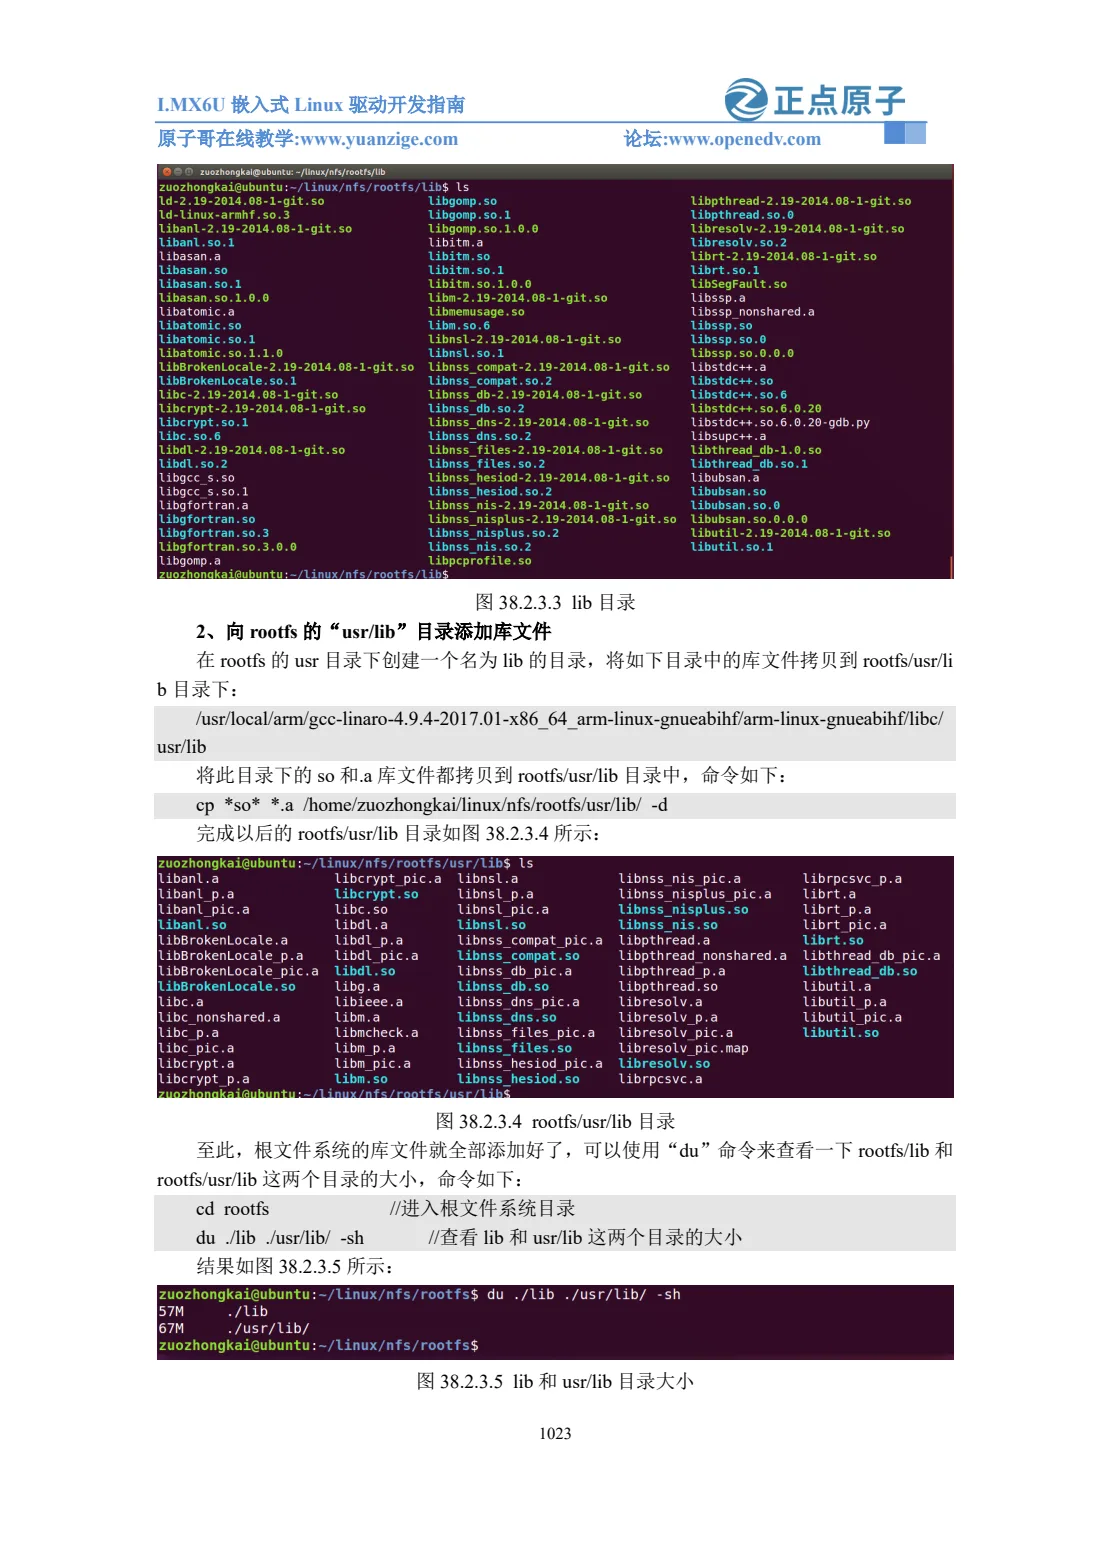 I.MX6U 嵌入式 Linux 驱动开发指南
正点原子
原子哥在线教学:www.yuanzige.com 论坛:www.openedv.com
zuozhongkai@ubuntu: ~/linux/nfs/rootfs/lib
zuozhongkai@ubuntu:~/linux/nfs/rootfs/lib$ ls
ld-2.19-2014.08-1-git.so libgomp.so libpthread-2.19-2014.08-1-git.so
ld-linux-armhf.so.3 libgomp.so.1 libpthread.so.0
libanl-2.19-2014.08-1-git.so libgomp.so.1.0.0 libresolv-2.19-2014.08-1-git.so
libanl.so.1 libitm.a libresolv.so.2
libasan.a libitm.so librt-2.19-2014.08-1-git.so
libasan.so libitm.so.1 librt.so.1
libasan.so.1 libitm.so.1.0.0 libSegFault.so
libasan.so.1.0.0 libm-2.19-2014.08-1-git.so libssp.a
libatomic.a libmemusage.so libssp_nonshared.a
libatomic.so libm.so.6 libssp.so
libatomic.so.1 libnsl-2.19-2014.08-1-git.so libssp.so.0
libatomic.so.1.1.0 libnsl.so.1 libssp.so.0.0.0
libBrokenLocale-2.19-2014.08-1-git.so libnss_compat-2.19-2014.08-1-git.so libstdc++.a
libBrokenLocale.so.1 libnss_compat.so.2 libstdc++.so
libc-2.19-2014.08-1-git.so libnss_db-2.19-2014.08-1-git.so libstdc++.so.6
libcrypt-2.19-2014.08-1-git.so libnss_db.so.2 libstdc++.so.6.0.20
libcrypt.so.1 libnss_dns-2.19-2014.08-1-git.so libstdc++.so.6.0.20-gdb.py
libc.so.6 libnss_dns.so.2 libsupc++.a
libdl-2.19-2014.08-1-git.so libnss_files-2.19-2014.08-1-git.so libthread_db-1.0.so
libdl.so.2 libnss_files.so.2 libthread_db.so.1
libgcc_s.so libnss_hesiod-2.19-2014.08-1-git.so libubsan.a
libgcc_s.so.1 libnss_hesiod.so.2 libubsan.so
libgfortran.a libnss_nis-2.19-2014.08-1-git.so libubsan.so.0
libgfortran.so libnss_nisplus-2.19-2014.08-1-git.so libubsan.so.0.0.0
libgfortran.so.3 libnss_nisplus.so.2 libutil-2.19-2014.08-1-git.so
libgfortran.so.3.0.0 libnss_nis.so.2 libutil.so.1
libgomp.a libpcprofile.so
zuozhongkai@ubuntu:~/linux/nfs/rootfs/lib$
图 38.2.3.3 lib 目录
2、向 rootfs 的“usr/lib”目录添加库文件
在 rootfs 的 usr 目录下创建一个名为 lib 的目录，将如下目录中的库文件拷贝到 rootfs/usr/li
b 目录下：
/usr/local/arm/gcc-linaro-4.9.4-2017.01-x86_64_arm-linux-gnueabihf/arm-linux-gnueabihf/libc/
usr/lib
将此目录下的 so 和.a 库文件都拷贝到 rootfs/usr/lib 目录中，命令如下：
cp *so* *.a /home/zuozhongkai/linux/nfs/rootfs/usr/lib/ -d
完成以后的 rootfs/usr/lib 目录如图 38.2.3.4 所示：
zuozhongkai@ubuntu:~/linux/nfs/rootfs/usr/lib$ ls
libanl.a libcrypt_pic.a libnsl.a libnss_nis_pic.a librpcsvc_p.a
libanl_p.a libcrypt.so libnsl_p.a libnss_nisplus_pic.a librt.a
libanl_pic.a libc.so libnsl_pic.a libnss_nisplus.so librt_p.a
libanl.so libdl.a libnsl.so libnss_nis.so librt_pic.a
libBrokenLocale.a libdl_p.a libnss_compat_pic.a libpthread.a librt.so
libBrokenLocale_p.a libdl_pic.a libnss_compat.so libpthread_nonshared.a libthread_db_pic.a
libBrokenLocale_pic.a libdl.so libnss_db_pic.a libpthread_p.a libthread_db.so
libBrokenLocale.so libg.a libnss_db.so libpthread.so libutil.a
libc.a libieee.a libnss_dns_pic.a libresolv.a libutil_p.a
libc_nonshared.a libm.a libnss_dns.so libresolv_p.a libutil_pic.a
libc_p.a libmcheck.a libnss_files_pic.a libresolv_pic.a libutil.so
libc_pic.a libm_p.a libnss_files.so libresolv_pic.map
libcrypt.a libm_pic.a libnss_hesiod_pic.a libresolv.so
libcrypt_p.a libm.so libnss_hesiod.so librpcsvc.a
zuozhongkai@ubuntu:~/linux/nfs/rootfs/usr/lib$
图 38.2.3.4 rootfs/usr/lib 目录
至此，根文件系统的库文件就全部添加好了，可以使用“du”命令来查看一下 rootfs/lib 和
rootfs/usr/lib 这两个目录的大小，命令如下：
cd rootfs //进入根文件系统目录
du ./lib ./usr/lib/ -sh //查看 lib 和 usr/lib 这两个目录的大小
结果如图 38.2.3.5 所示：
zuozhongkai@ubuntu:~/linux/nfs/rootfs$ du ./lib ./usr/lib/ -sh
57M ./lib
67M ./usr/lib/
zuozhongkai@ubuntu:~/linux/nfs/rootfs$
图 38.2.3.5 lib 和 usr/lib 目录大小
1023